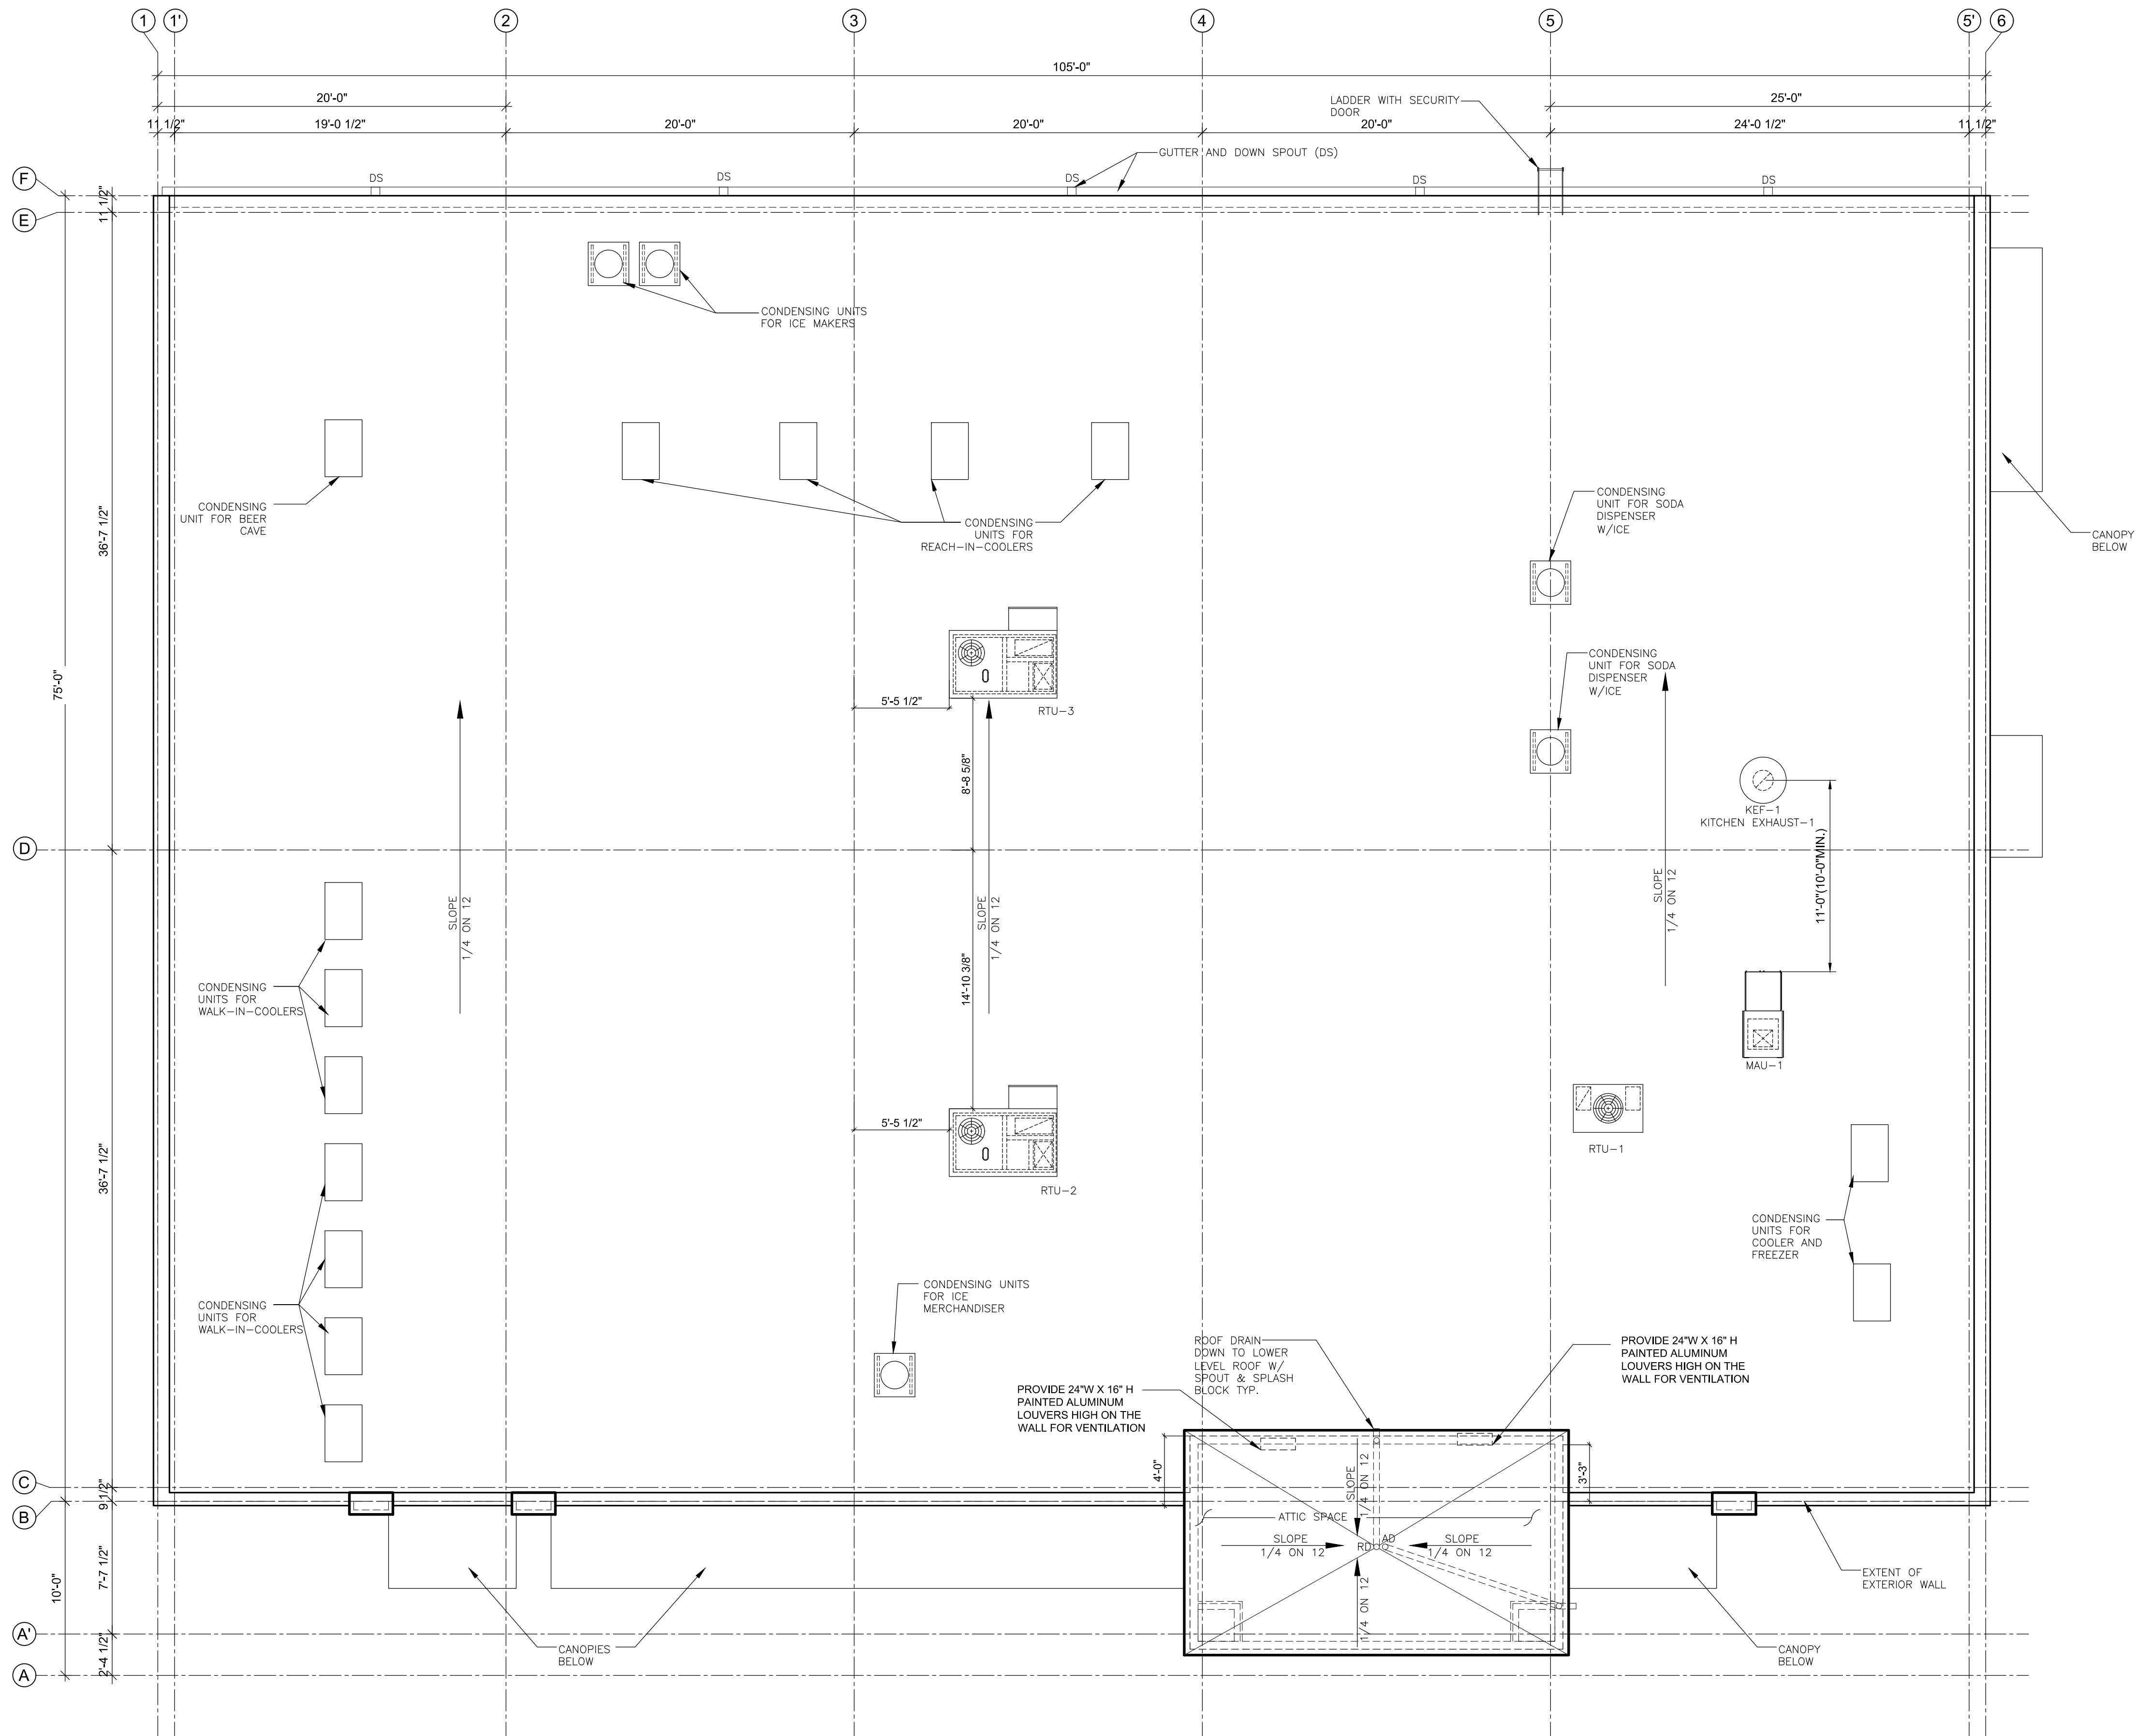 1
1'
2
3
4
5
5'
6
105'-0"
20'-0"
25'-0"
11 1/2"
19'-0 1/2"
20'-0"
20'-0"
20'-0"
24'-0 1/2"
11 1/2"
LADDER WITH SECURITY
DOOR
GUTTER AND DOWN SPOUT (DS)
DS
DS
DS
DS
DS
F
E
D
C
B
A'
A
11 1/2"
36'-7 1/2"
75'-0"
36'-7 1/2"
9 1/2"
7'-7 1/2"
10'-0"
2'-4 1/2"
CONDENSING UNITS
FOR ICE MAKERS
CONDENSING
UNIT FOR BEER
CAVE
CONDENSING
UNITS FOR
REACH-IN-COOLERS
CONDENSING
UNIT FOR SODA
DISPENSER
W/ICE
CANOPY
BELOW
CONDENSING
UNIT FOR SODA
DISPENSER
W/ICE
5'-5 1/2"
RTU-3
8'-8 5/8"
KEF-1
KITCHEN EXHAUST-1
11'-0"(10'-0"MIN.)
SLOPE
1/4 ON 12
SLOPE
1/4 ON 12
SLOPE
1/4 ON 12
14'-10 3/8"
CONDENSING
UNITS FOR
WALK-IN-COOLERS
MAU-1
5'-5 1/2"
RTU-2
RTU-1
CONDENSING
UNITS FOR
COOLER AND
FREEZER
CONDENSING
UNITS FOR
WALK-IN-COOLERS
CONDENSING UNITS
FOR ICE
MERCHANDISER
ROOF DRAIN
DOWN TO LOWER
LEVEL ROOF W/
SPOUT & SPLASH
BLOCK TYP.
PROVIDE 24"W X 16" H
PAINTED ALUMINUM
LOUVERS HIGH ON THE
WALL FOR VENTILATION
PROVIDE 24"W X 16" H
PAINTED ALUMINUM
LOUVERS HIGH ON THE
WALL FOR VENTILATION
4'-0"
3'-3"
SLOPE
1/4 ON 12
ATTIC SPACE
SLOPE
1/4 ON 12
RD
AD
SLOPE
1/4 ON 12
SLOPE
1/4 ON 12
EXTENT OF
EXTERIOR WALL
CANOPIES
BELOW
CANOPY
BELOW